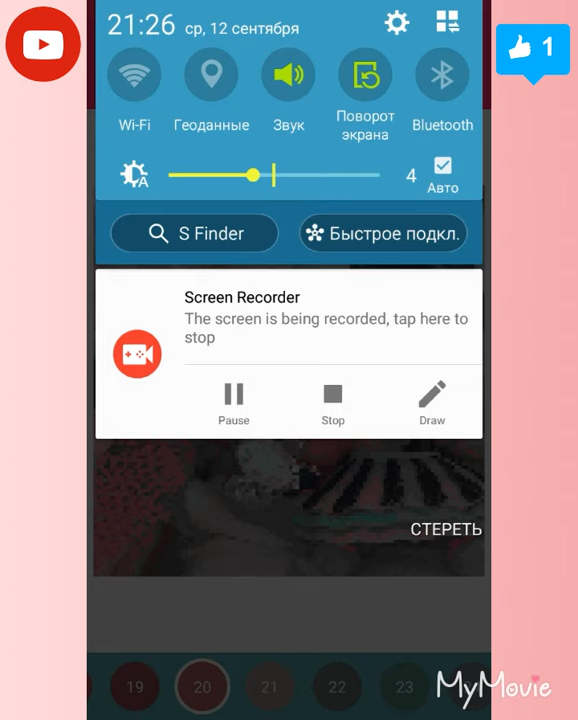 21:26 ср, 12 сентября
1
Wi-Fi
Геоданные
Звук
Поворот
экрана
Bluetooth
A
4
Авто
S Finder
Быстрое подкл.
Screen Recorder
The screen is being recorded, tap here to
stop
Pause
Stop
Draw
СТЕРЕТЬ
19 20 21 22 23
MyMovie